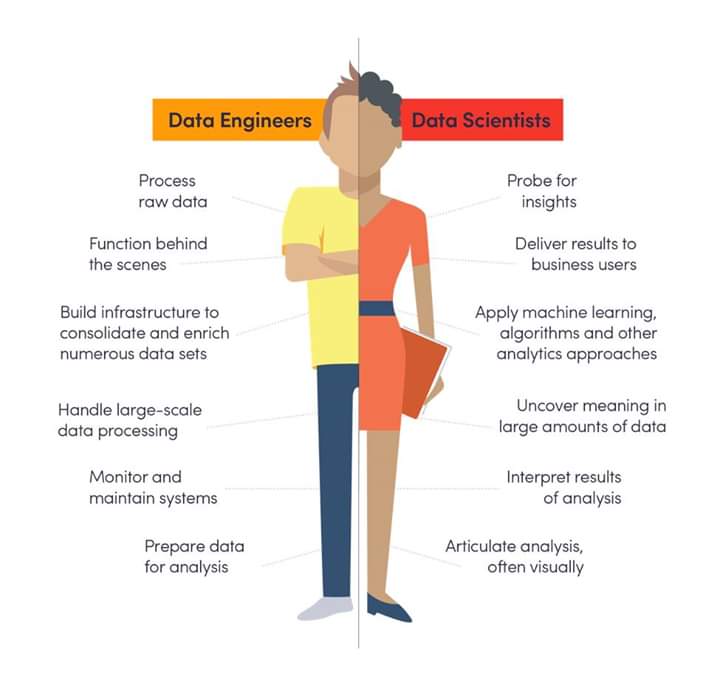 Data Engineers
Process
raw data
Function behind
the scenes
Build infrastructure to
consolidate and enrich
numerous data sets
Handle large-scale
data processing
Monitor and
maintain systems
Prepare data
for analysis
Data Scientists
Probe for
insights
Deliver results to
business users
Apply machine learning,
algorithms and other
analytics approaches
Uncover meaning in
large amounts of data
Interpret results
of analysis
Articulate analysis,
often visually